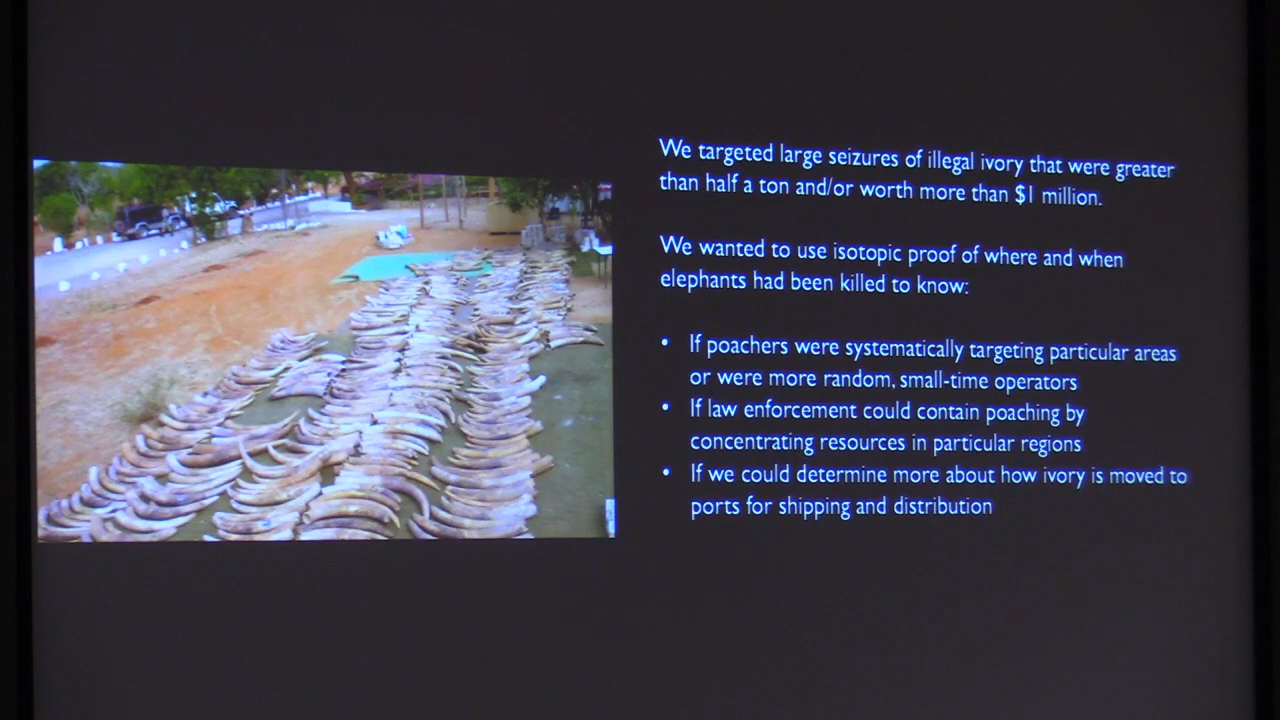 We targeted large seizures of illegal ivory that were greater
than half a ton and/or worth more than $1 million.
We wanted to use isotopic proof of where and when
elephants had been killed to know:
• If poachers were systematically targeting particular areas
or were more random, small-time operators
• If law enforcement could contain poaching by
concentrating resources in particular regions
• If we could determine more about how ivory is moved to
ports for shipping and distribution